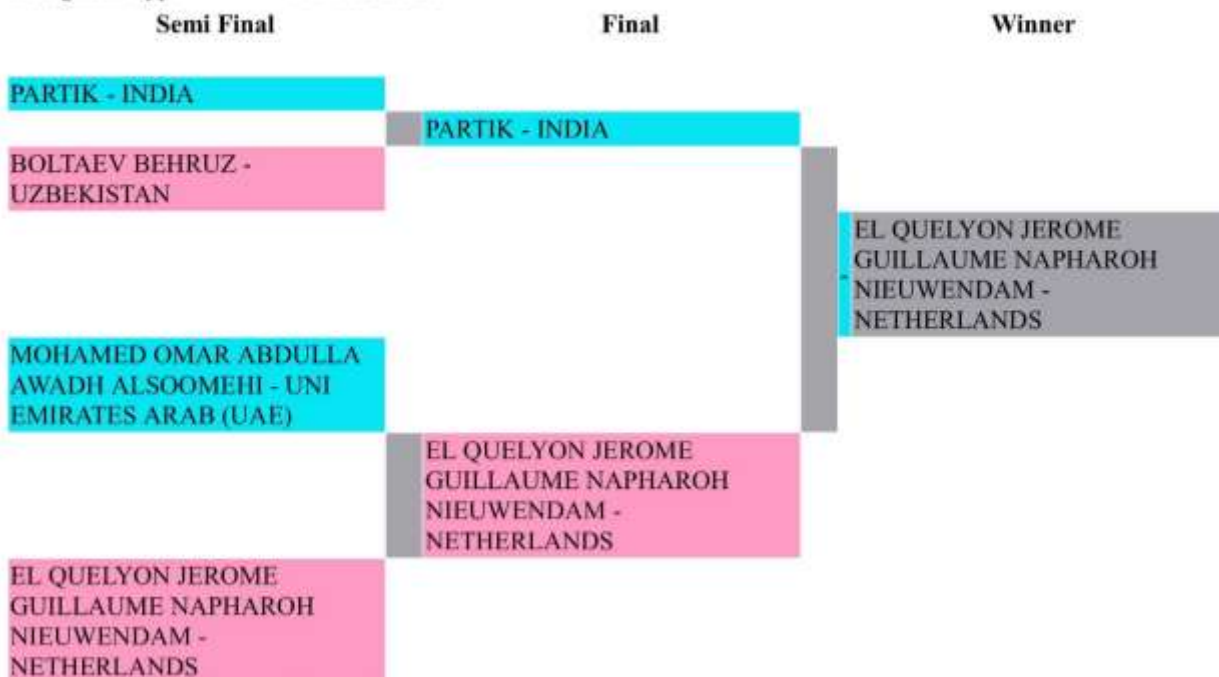 Semi Final
Final
Winner
PARTIK - INDIA
PARTIK - INDIA
BOLTAEV BEHRUZ -
UZBEKISTAN
-
EL QUELYON JEROME
GUILLAUME NAPHAROH
NIEUWENDAM -
NETHERLANDS
MOHAMED OMAR ABDULLA
AWADH ALSOOMEHI - UNI
EMIRATES ARAB (UAE)
EL QUELYON JEROME
GUILLAUME NAPHAROH
NIEUWENDAM -
NETHERLANDS
EL QUELYON JEROME
GUILLAUME NAPHAROH
NIEUWENDAM -
NETHERLANDS